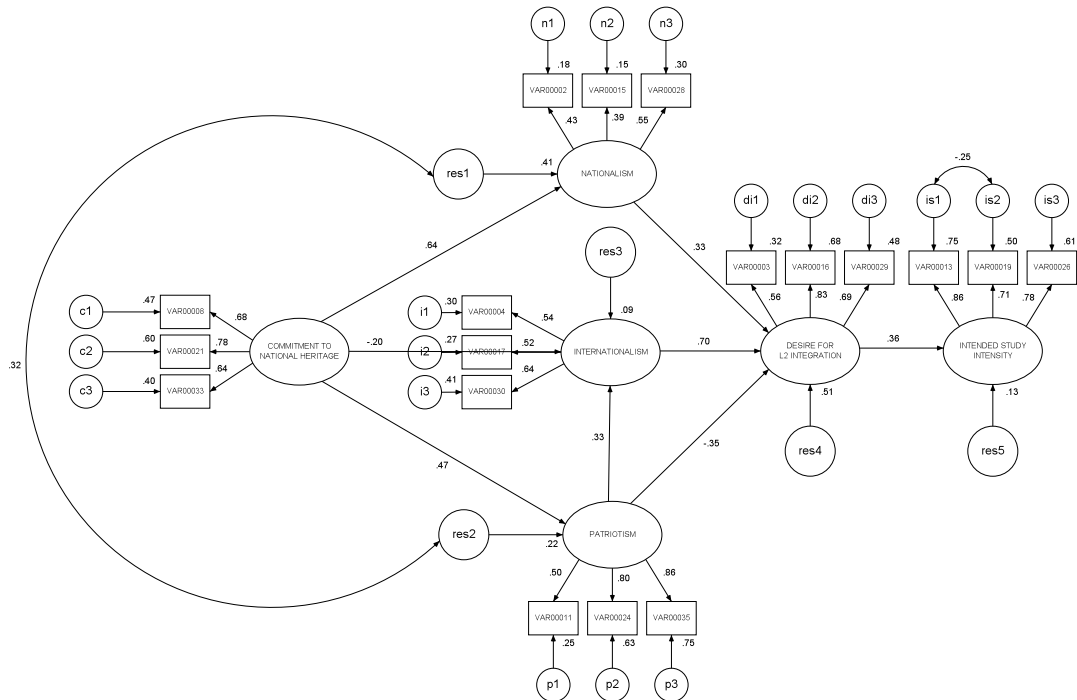 n1
n2
n3
.18
.15
.30
VAR00002
VAR00015
VAR00028
.43
.39
.55
res1
.41
NATIONALISM
-.25
di1
di2
di3
is1
is2
is3
.64
res3
.33
.32
.68
.48
.75
.50
.61
VAR00003
VAR00016
VAR00029
VAR00013
VAR00019
VAR00026
.56
.83
.69
.86
.71
.78
c1
.47
VAR00008
.68
i1
.30
VAR00004
.54
.09
c2
.60
VAR00021
.78
COMMITMENT TO
NATIONAL HERITAGE
-.20
i2
.27
VAR00017
.52
INTERNATIONALISM
.70
DESIRE FOR
L2 INTEGRATION
.36
INTENDED STUDY
INTENSITY
.32
c3
.40
VAR00033
.64
i3
.41
VAR00030
.64
.51
.13
.33
-.35
res4
res5
.47
res2
.22
PATRIOTISM
.50
.80
.86
VAR00011
VAR00024
VAR00035
.25
.63
.75
p1
p2
p3